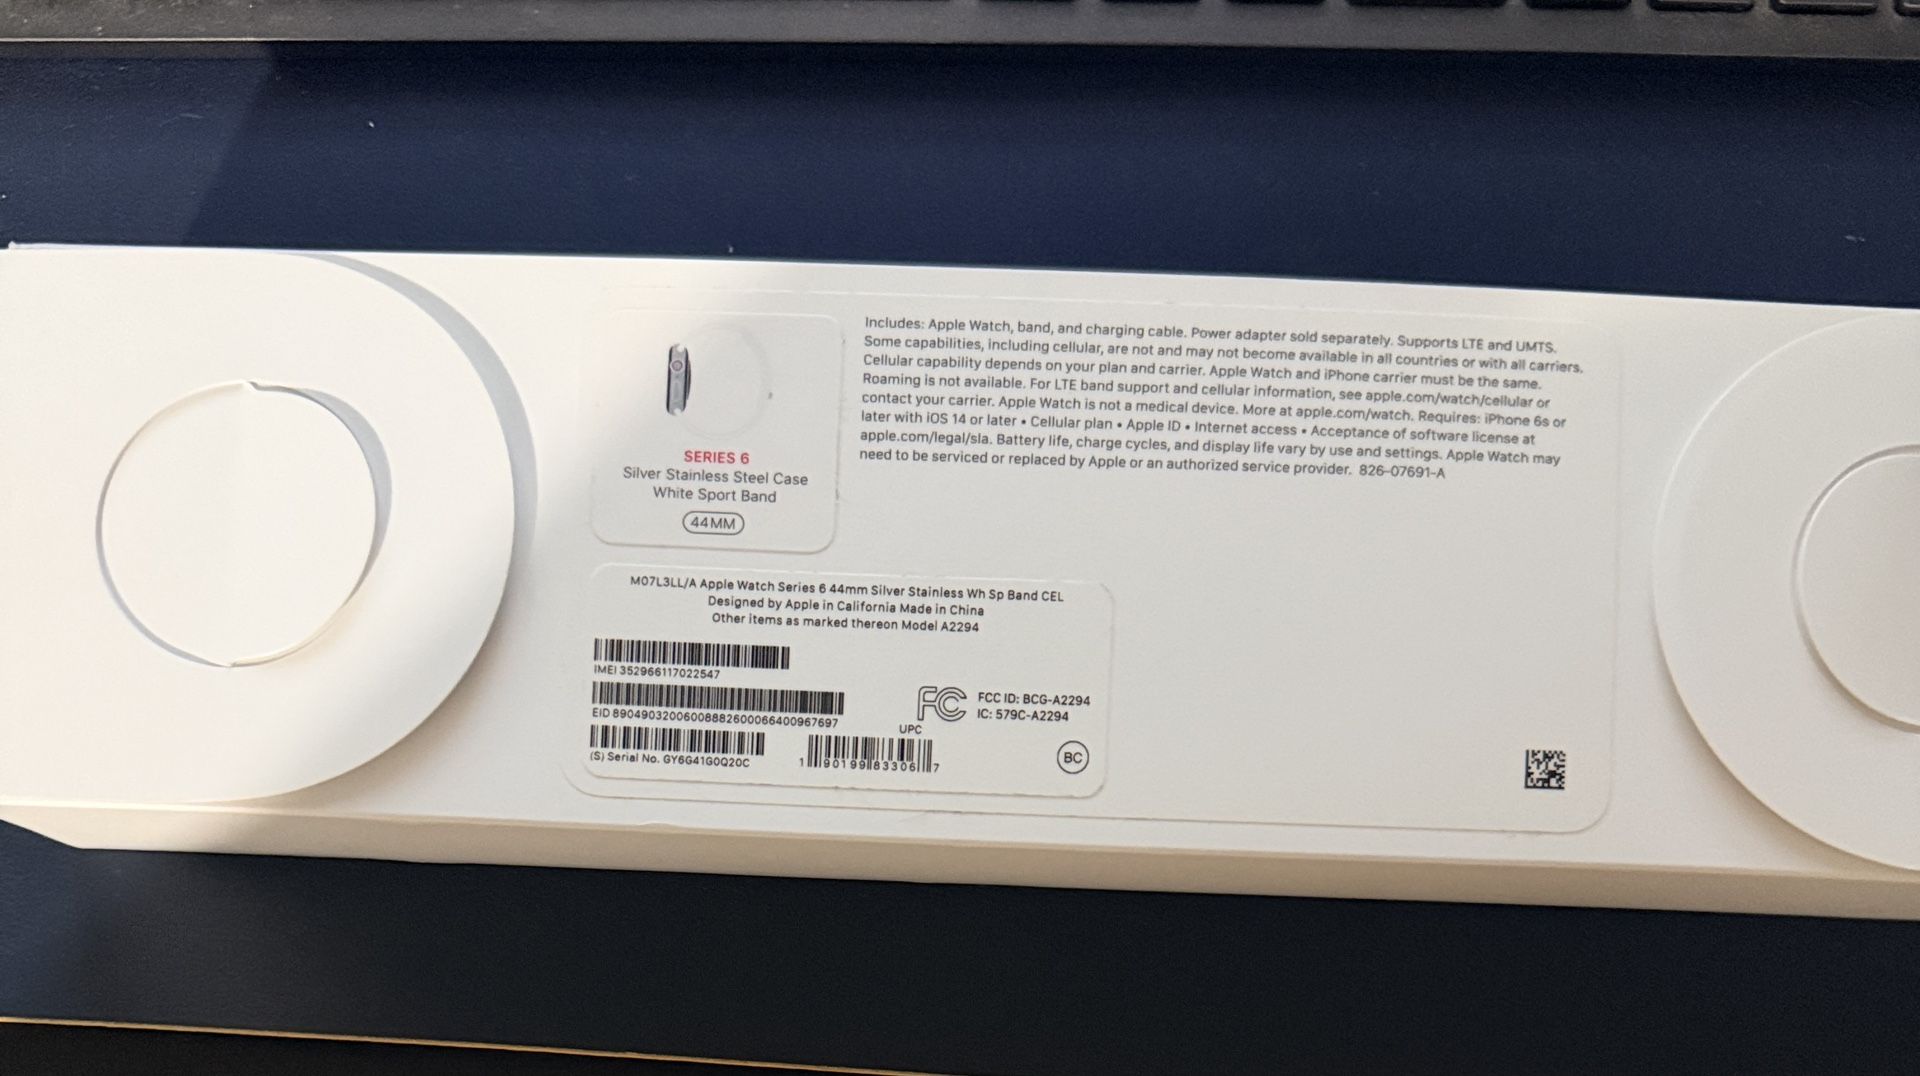 Includes: Apple Watch, band, and charging cable. Power adapter sold separately. Supports LTE and UMTS.
Some capabilities, including cellular, are not and may not become available in all countries or with all carriers.
Cellular capability depends on your plan and carrier. Apple Watch and iPhone carrier must be the same.
Roaming is not available. For LTE band support and cellular information, see apple.com/watch/cellular or
contact your carrier. Apple Watch is not a medical device. More at apple.com/watch. Requires: iPhone 6s or
later with iOS 14 or later • Cellular plan • Apple ID • Internet access • Acceptance of software license at
apple.com/legal/sla. Battery life, charge cycles, and display life vary by use and settings. Apple Watch may
need to be serviced or replaced by Apple or an authorized service provider. 826-07691-A
SERIES 6
Silver Stainless Steel Case
White Sport Band
44MM
M07L3LL/A Apple Watch Series 6 44mm Silver Stainless Wh Sp Band CEL
Designed by Apple in California Made in China
Other items as marked thereon Model A2294
IMEI 352966117022547
EID 89049032006008882600066400967697
(S) Serial No. GY6G41G0Q20C
UPC
1 90199 83306 7
FC
FCC ID: BCG-A2294
IC: 579C-A2294
BC